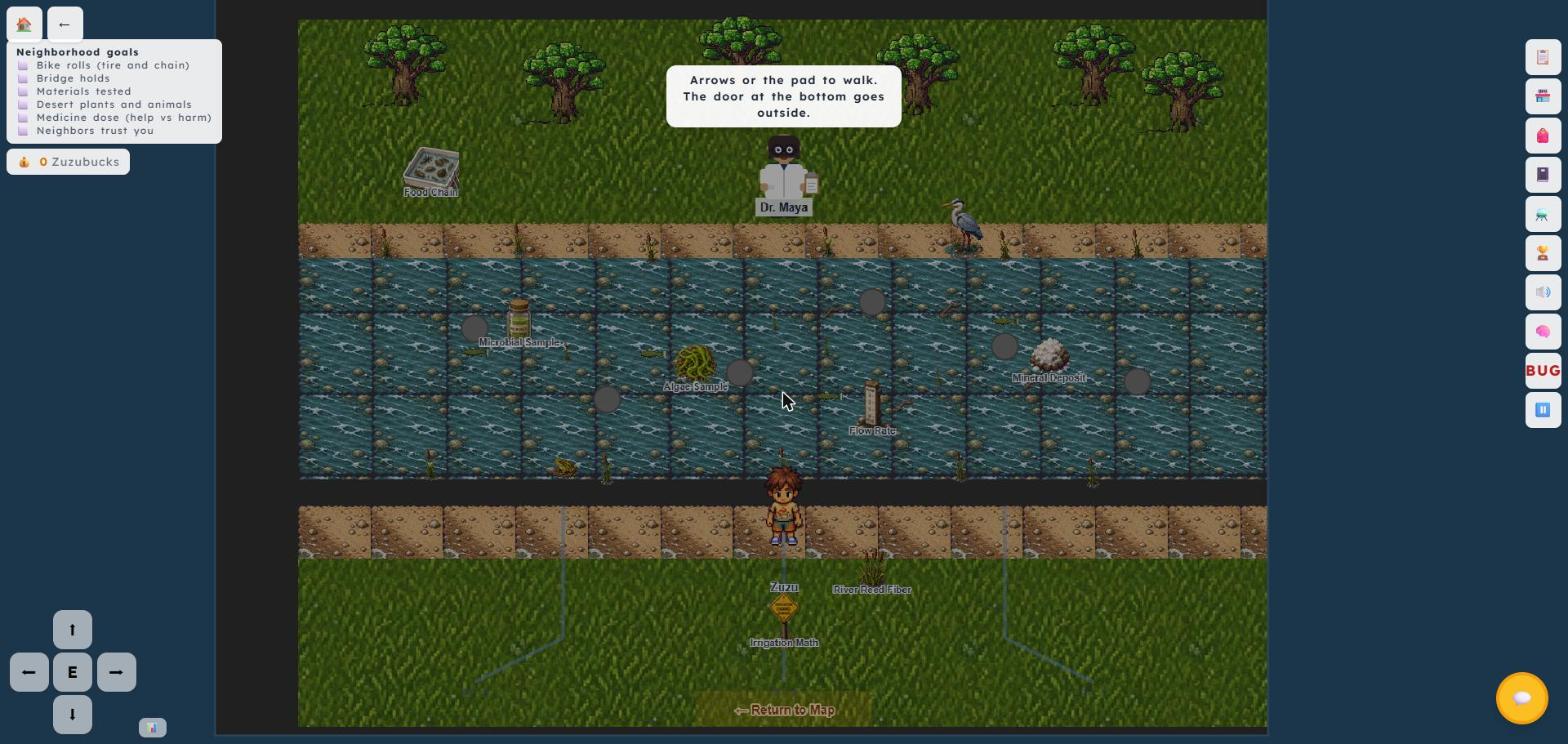 Neighborhood goals
Bike rolls (tire and chain)
Bridge holds
Materials tested
Desert plants and animals
Medicine dose (help vs harm)
Neighbors trust you
0 Zuzubucks
Arrows or the pad to walk.
The door at the bottom goes
outside.
Food Chain
Dr. Maya
Microbial Sample
Algae Sample
Mineral Deposit
Flow Rate
BUG
Zuzu
River Reed Fiber
Irrigation Math
E
← Return to Map